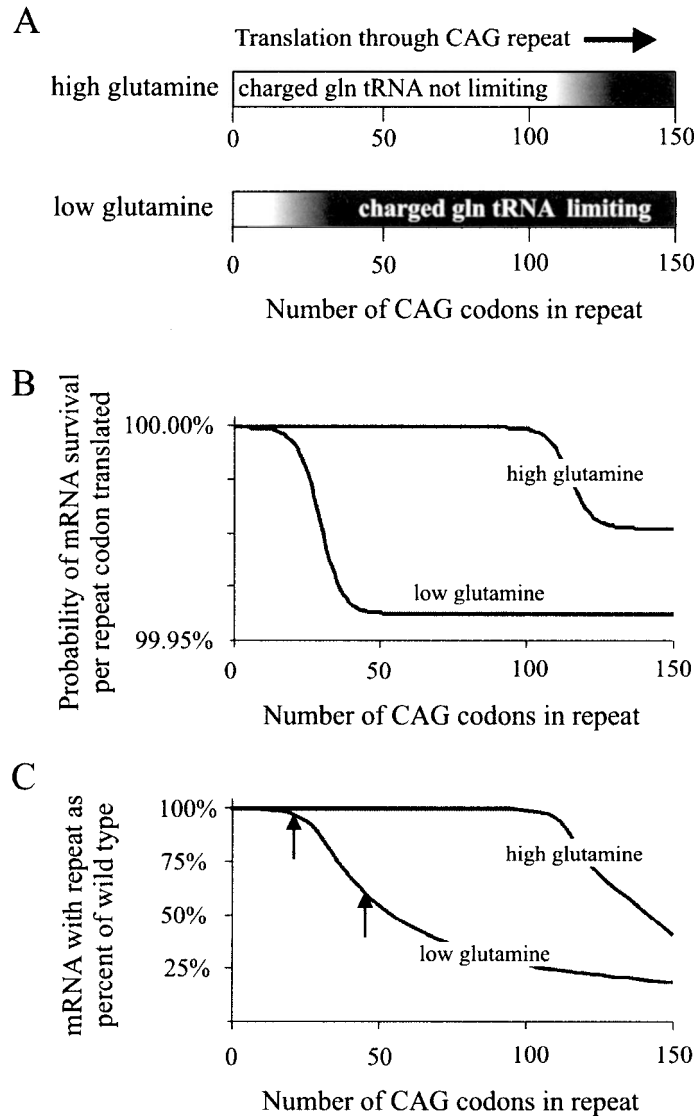 A
Translation through CAG repeat
high glutamine
charged gln tRNA not limiting
0 50 100 150
low glutamine
charged gln tRNA limiting
0 50 100 150
Number of CAG codons in repeat
B
Probability of mRNA survival
per repeat codon translated
100.00%
99.95%
high glutamine
low glutamine
0 50 100 150
Number of CAG codons in repeat
C
mRNA with repeat as
percent of wild type
100%
75%
50%
25%
high glutamine
low glutamine
0 50 100 150
Number of CAG codons in repeat